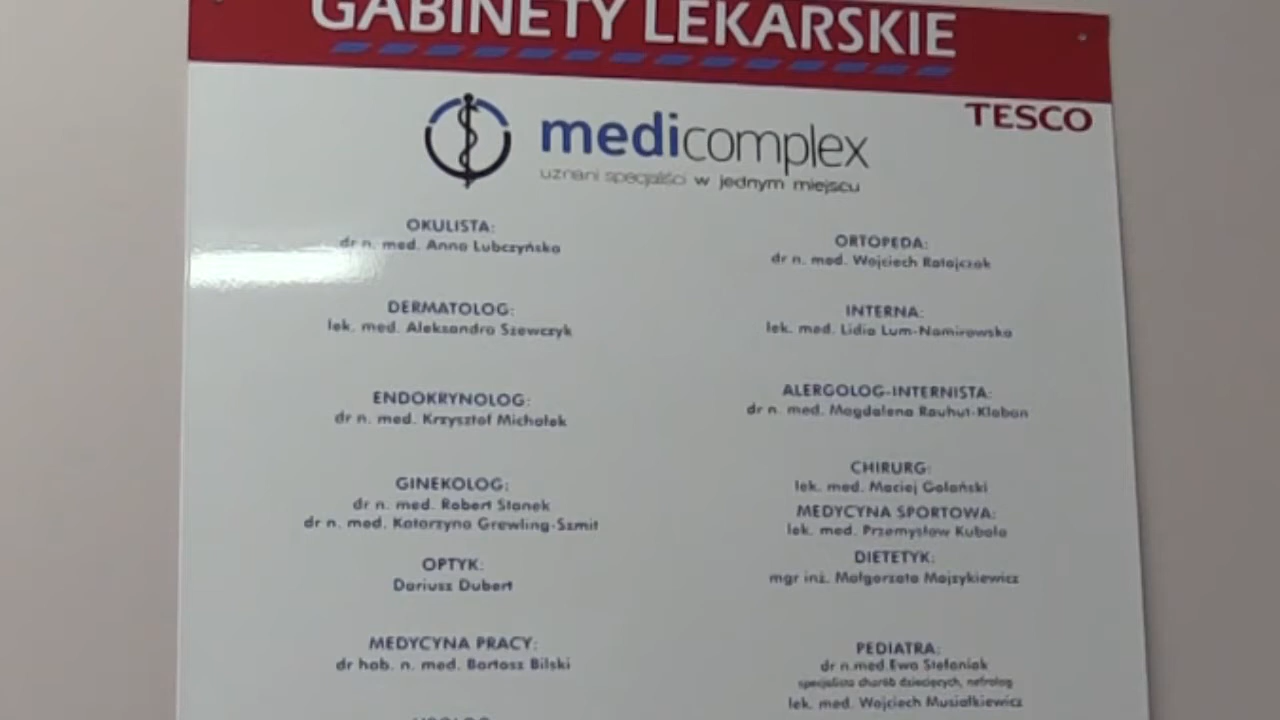 GABINETY LEKARSKIE
TESCO
medicomplex
uznani specjaliści w jednym miejscu
OKULISTA:
dr n. med. Anna Lubczyńska
DERMATOLOG:
lek. med. Aleksandra Szewczyk
ENDOKRYNOLOG:
dr n. med. Krzysztof Michałek
GINEKOLOG:
dr n. med. Robert Stanek
dr n. med. Katarzyna Grewling-Szmit
OPTYK:
Dariusz Dubert
MEDYCYNA PRACY:
dr hab. n. med. Bartosz Bilski
ORTOPEDA:
dr n. med. Wojciech Ratajczak
INTERNA:
lek. med. Lidia Lum-Namirowska
ALERGOLOG-INTERNISTA:
dr n. med. Magdalena Rauhut-Klaban
CHIRURG:
lek. med. Maciej Golański
MEDYCYNA SPORTOWA:
lek. med. Przemysław Kubala
DIETETYK:
mgr inż. Małgorzata Majzykiewicz
PEDIATRA:
dr n.med.Ewa Stefaniak
specjalista chorób dziecięcych, nefrolog
lek. med. Wojciech Musiałkiewicz